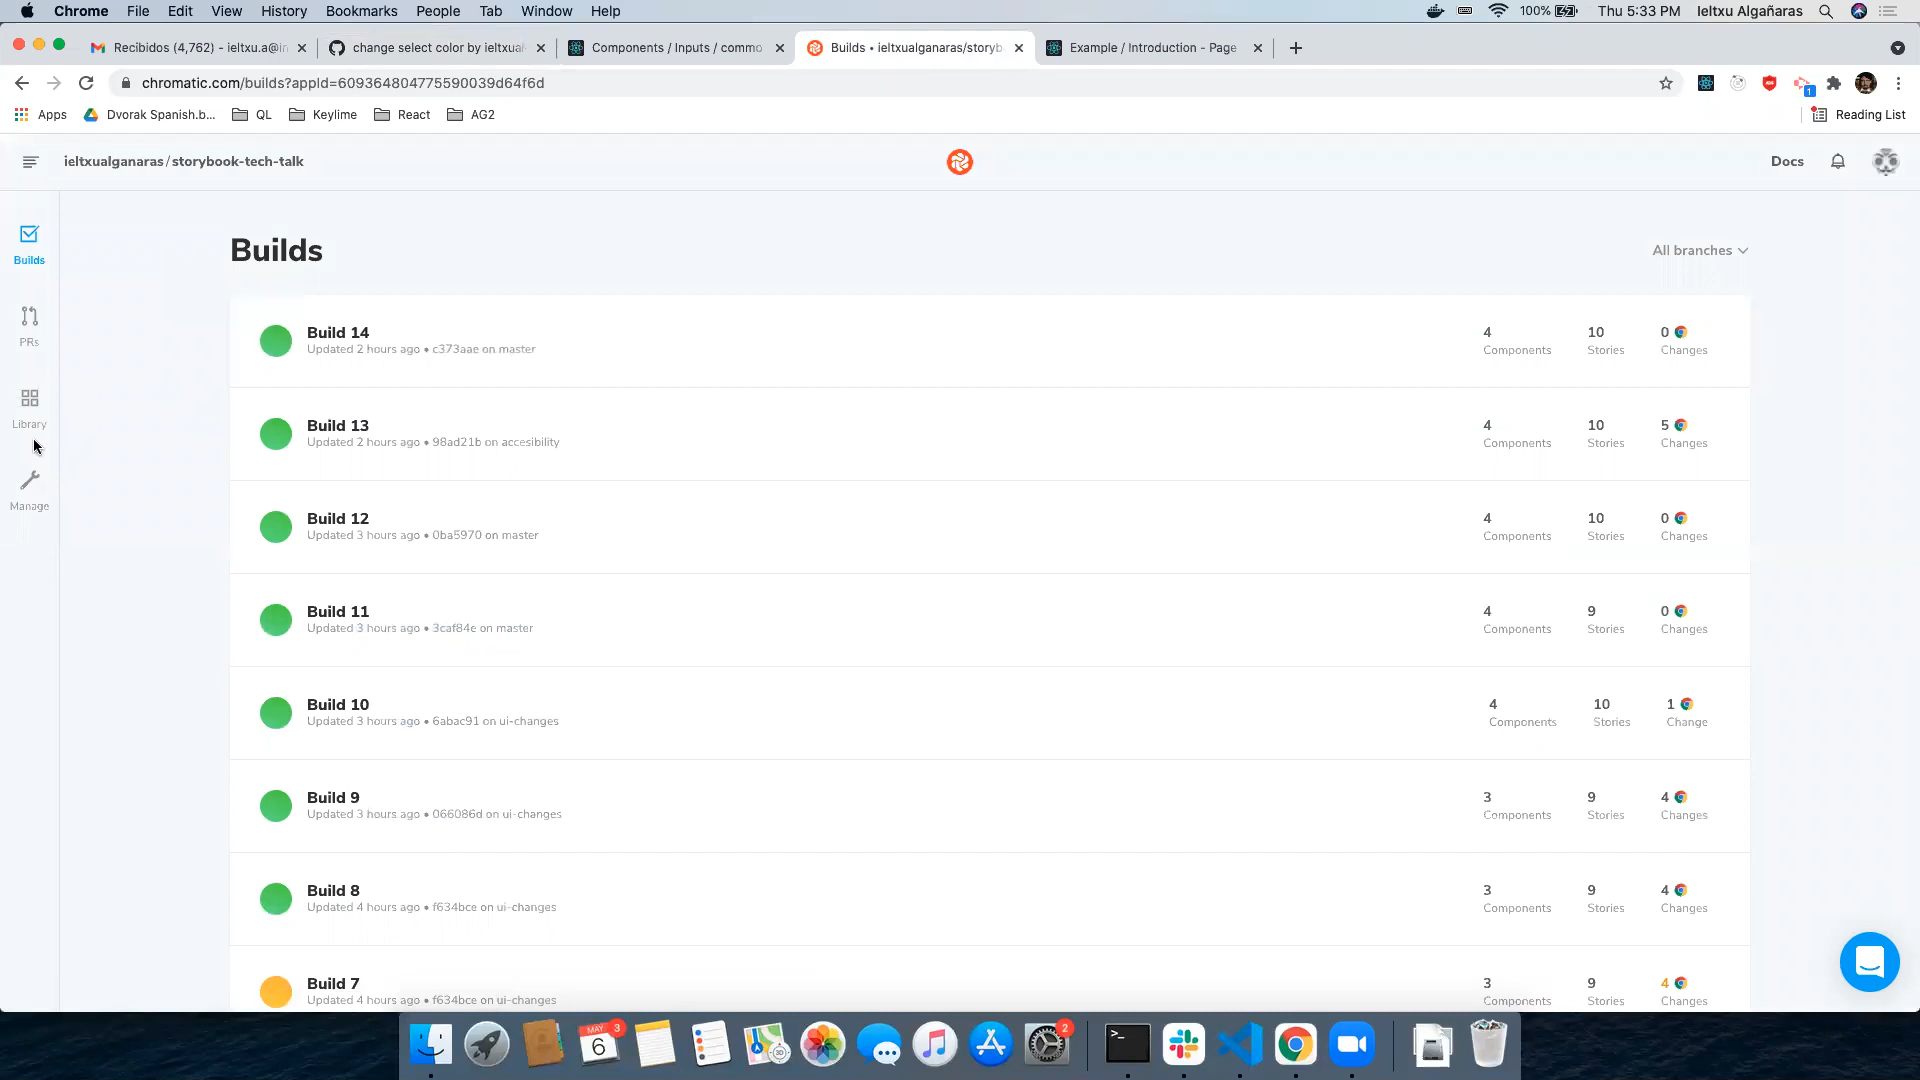 Chrome File Edit View History Bookmarks People Tab Window Help 100% Thu 5:33 PM Ieltxu Algañaras
Recibidos (4,762) - ieltxu.a@in change select color by ieltxual Components / Inputs / commo Builds • ieltxualganaras/storyb Example / Introduction - Page
chromatic.com/builds?appId=609364804775590039d64f6d 1
Apps Dvorak Spanish.b... QL Keylime React AG2 Reading List
ieltxualganaras/storybook-tech-talk Docs
Builds
PRs
Library
Manage
Builds All branches
Build 14 4 10 0
Updated 2 hours ago • c373aae on master Components Stories Changes
Build 13 4 10 5
Updated 2 hours ago • 98ad21b on accesibility Components Stories Changes
Build 12 4 10 0
Updated 3 hours ago • 0ba5970 on master Components Stories Changes
Build 11 4 9 0
Updated 3 hours ago • 3caf84e on master Components Stories Changes
Build 10 4 10 1
Updated 3 hours ago • 6abac91 on ui-changes Components Stories Change
Build 9 3 9 4
Updated 3 hours ago • 066086d on ui-changes Components Stories Changes
Build 8 3 9 4
Updated 4 hours ago • f634bce on ui-changes Components Stories Changes
Build 7 3 9 4
Updated 4 hours ago • f634bce on ui-changes Components Stories Changes
MAY 6 3 3D 2 >_